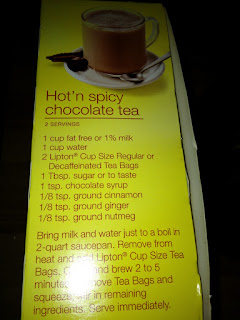 Hot'n spicy
chocolate tea
2 SERVINGS
1 cup fat free or 1% milk
1 cup water
2 Lipton® Cup Size Regular or
Decaffeinated Tea Bags
1 Tbsp. sugar or to taste
1 tsp. chocolate syrup
1/8 tsp. ground cinnamon
1/8 tsp. ground ginger
1/8 tsp. ground nutmeg
Bring milk and water just to a boil in
2-quart saucepan. Remove from
heat and Lipton® Cup Size Tea
Bags, and brew 2 to 5
minutes. Remove Tea Bags and
squeeze, stir in remaining
ingredients. Serve immediately.